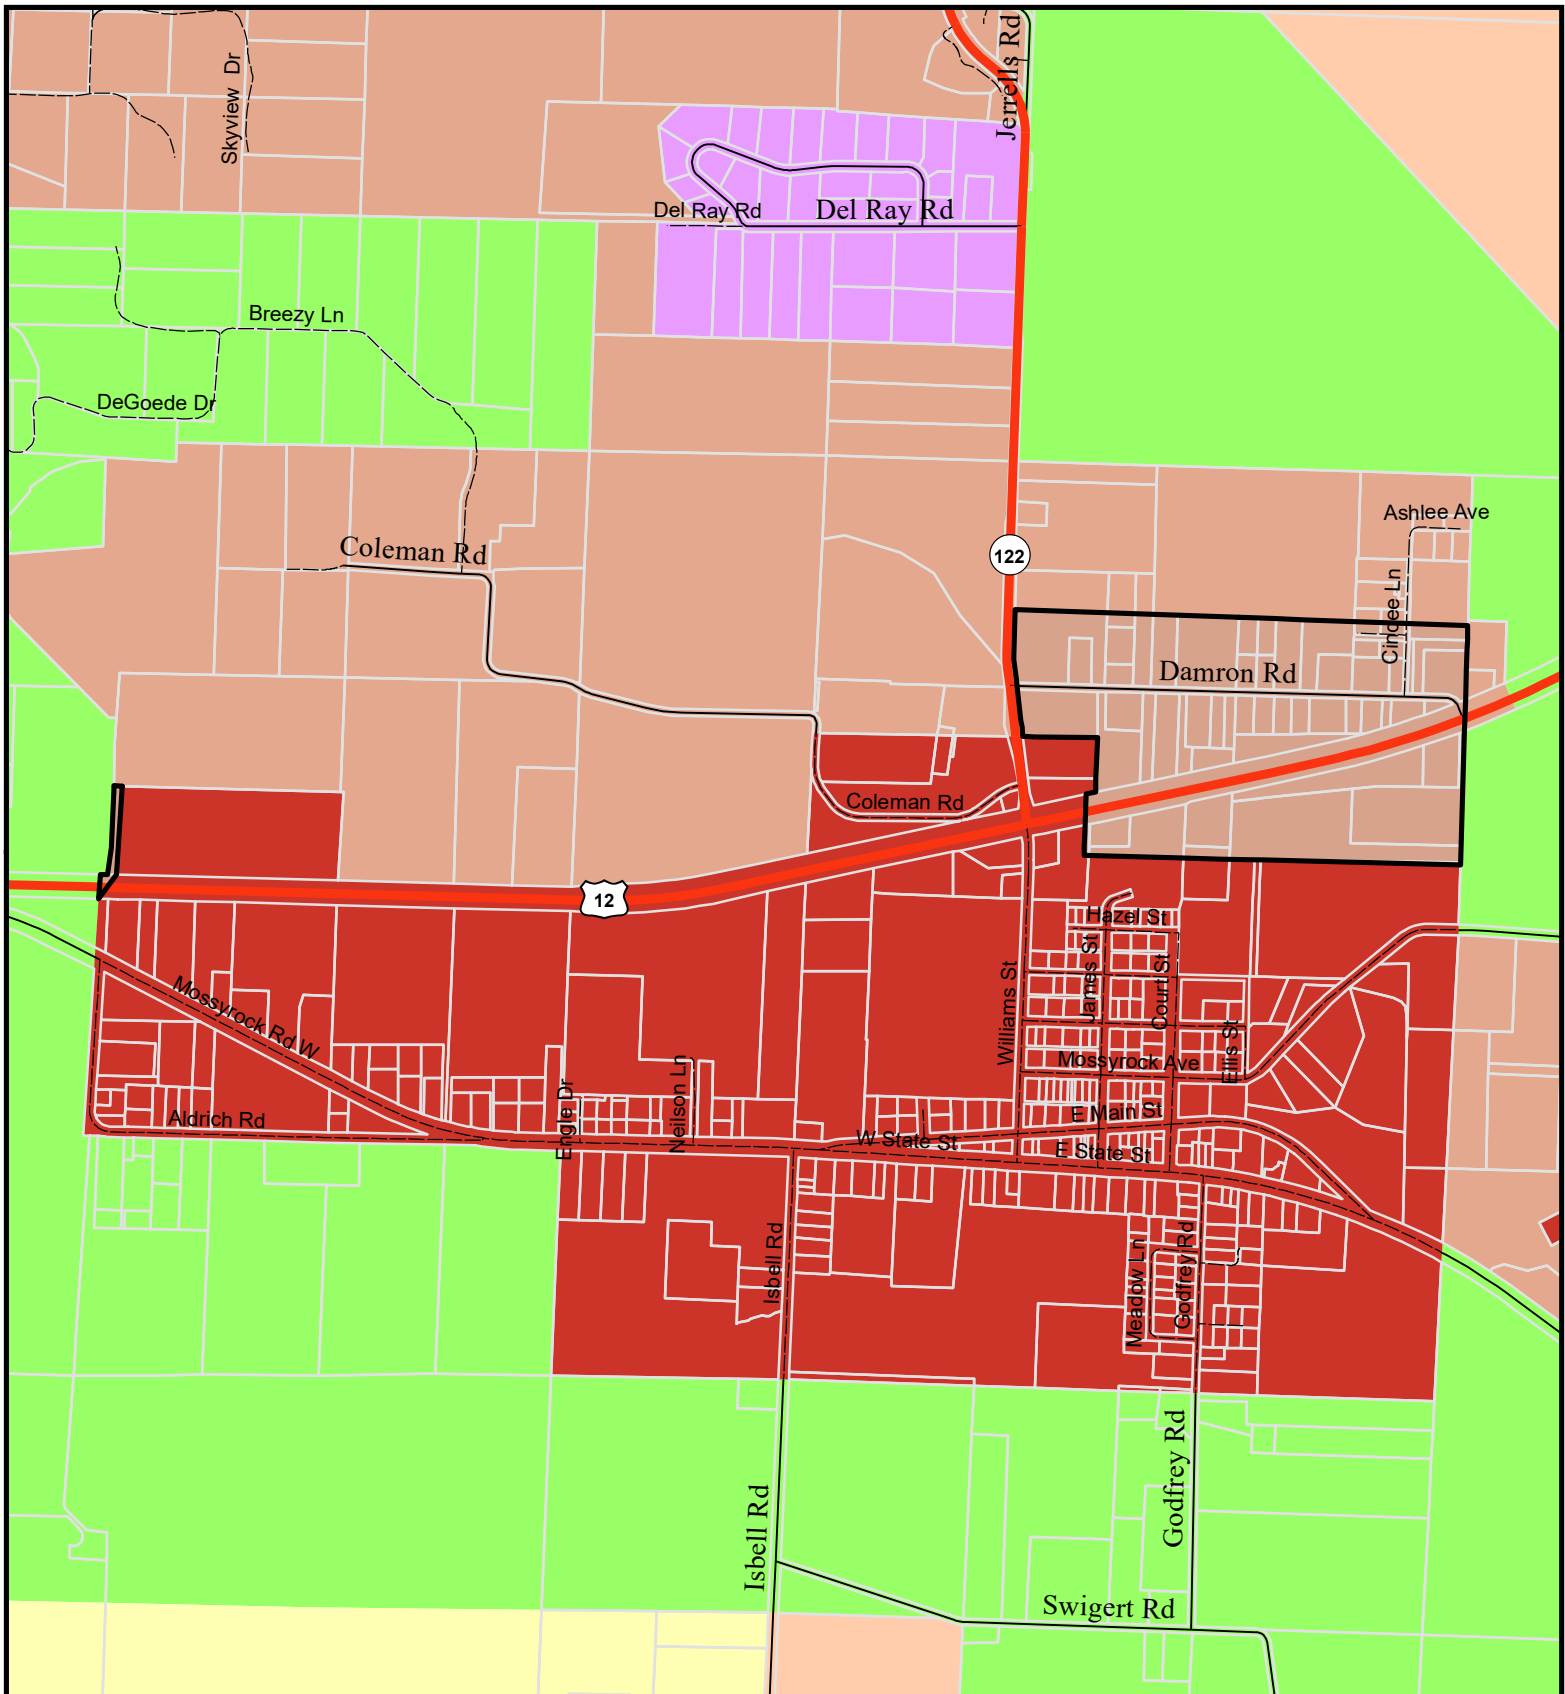 Jerrells Rd
Skyview Dr
Del Ray Rd
Del Ray Rd
Breezy Ln
DeGoede Dr
Ashlee Ave
Coleman Rd
122
Cindee Ln
Damron Rd
Coleman Rd
12
Hazel St
James St
Court St
Williams St
Mossyrock Rd W
Ellis St
Mossyrock Ave
Neilson Ln
Engle Dr
Aldrich Rd
E Main St
W State St
E State St
Isbell Rd
Meadow Ln
Godfrey Rd
Godfrey Rd
Isbell Rd
Swigert Rd